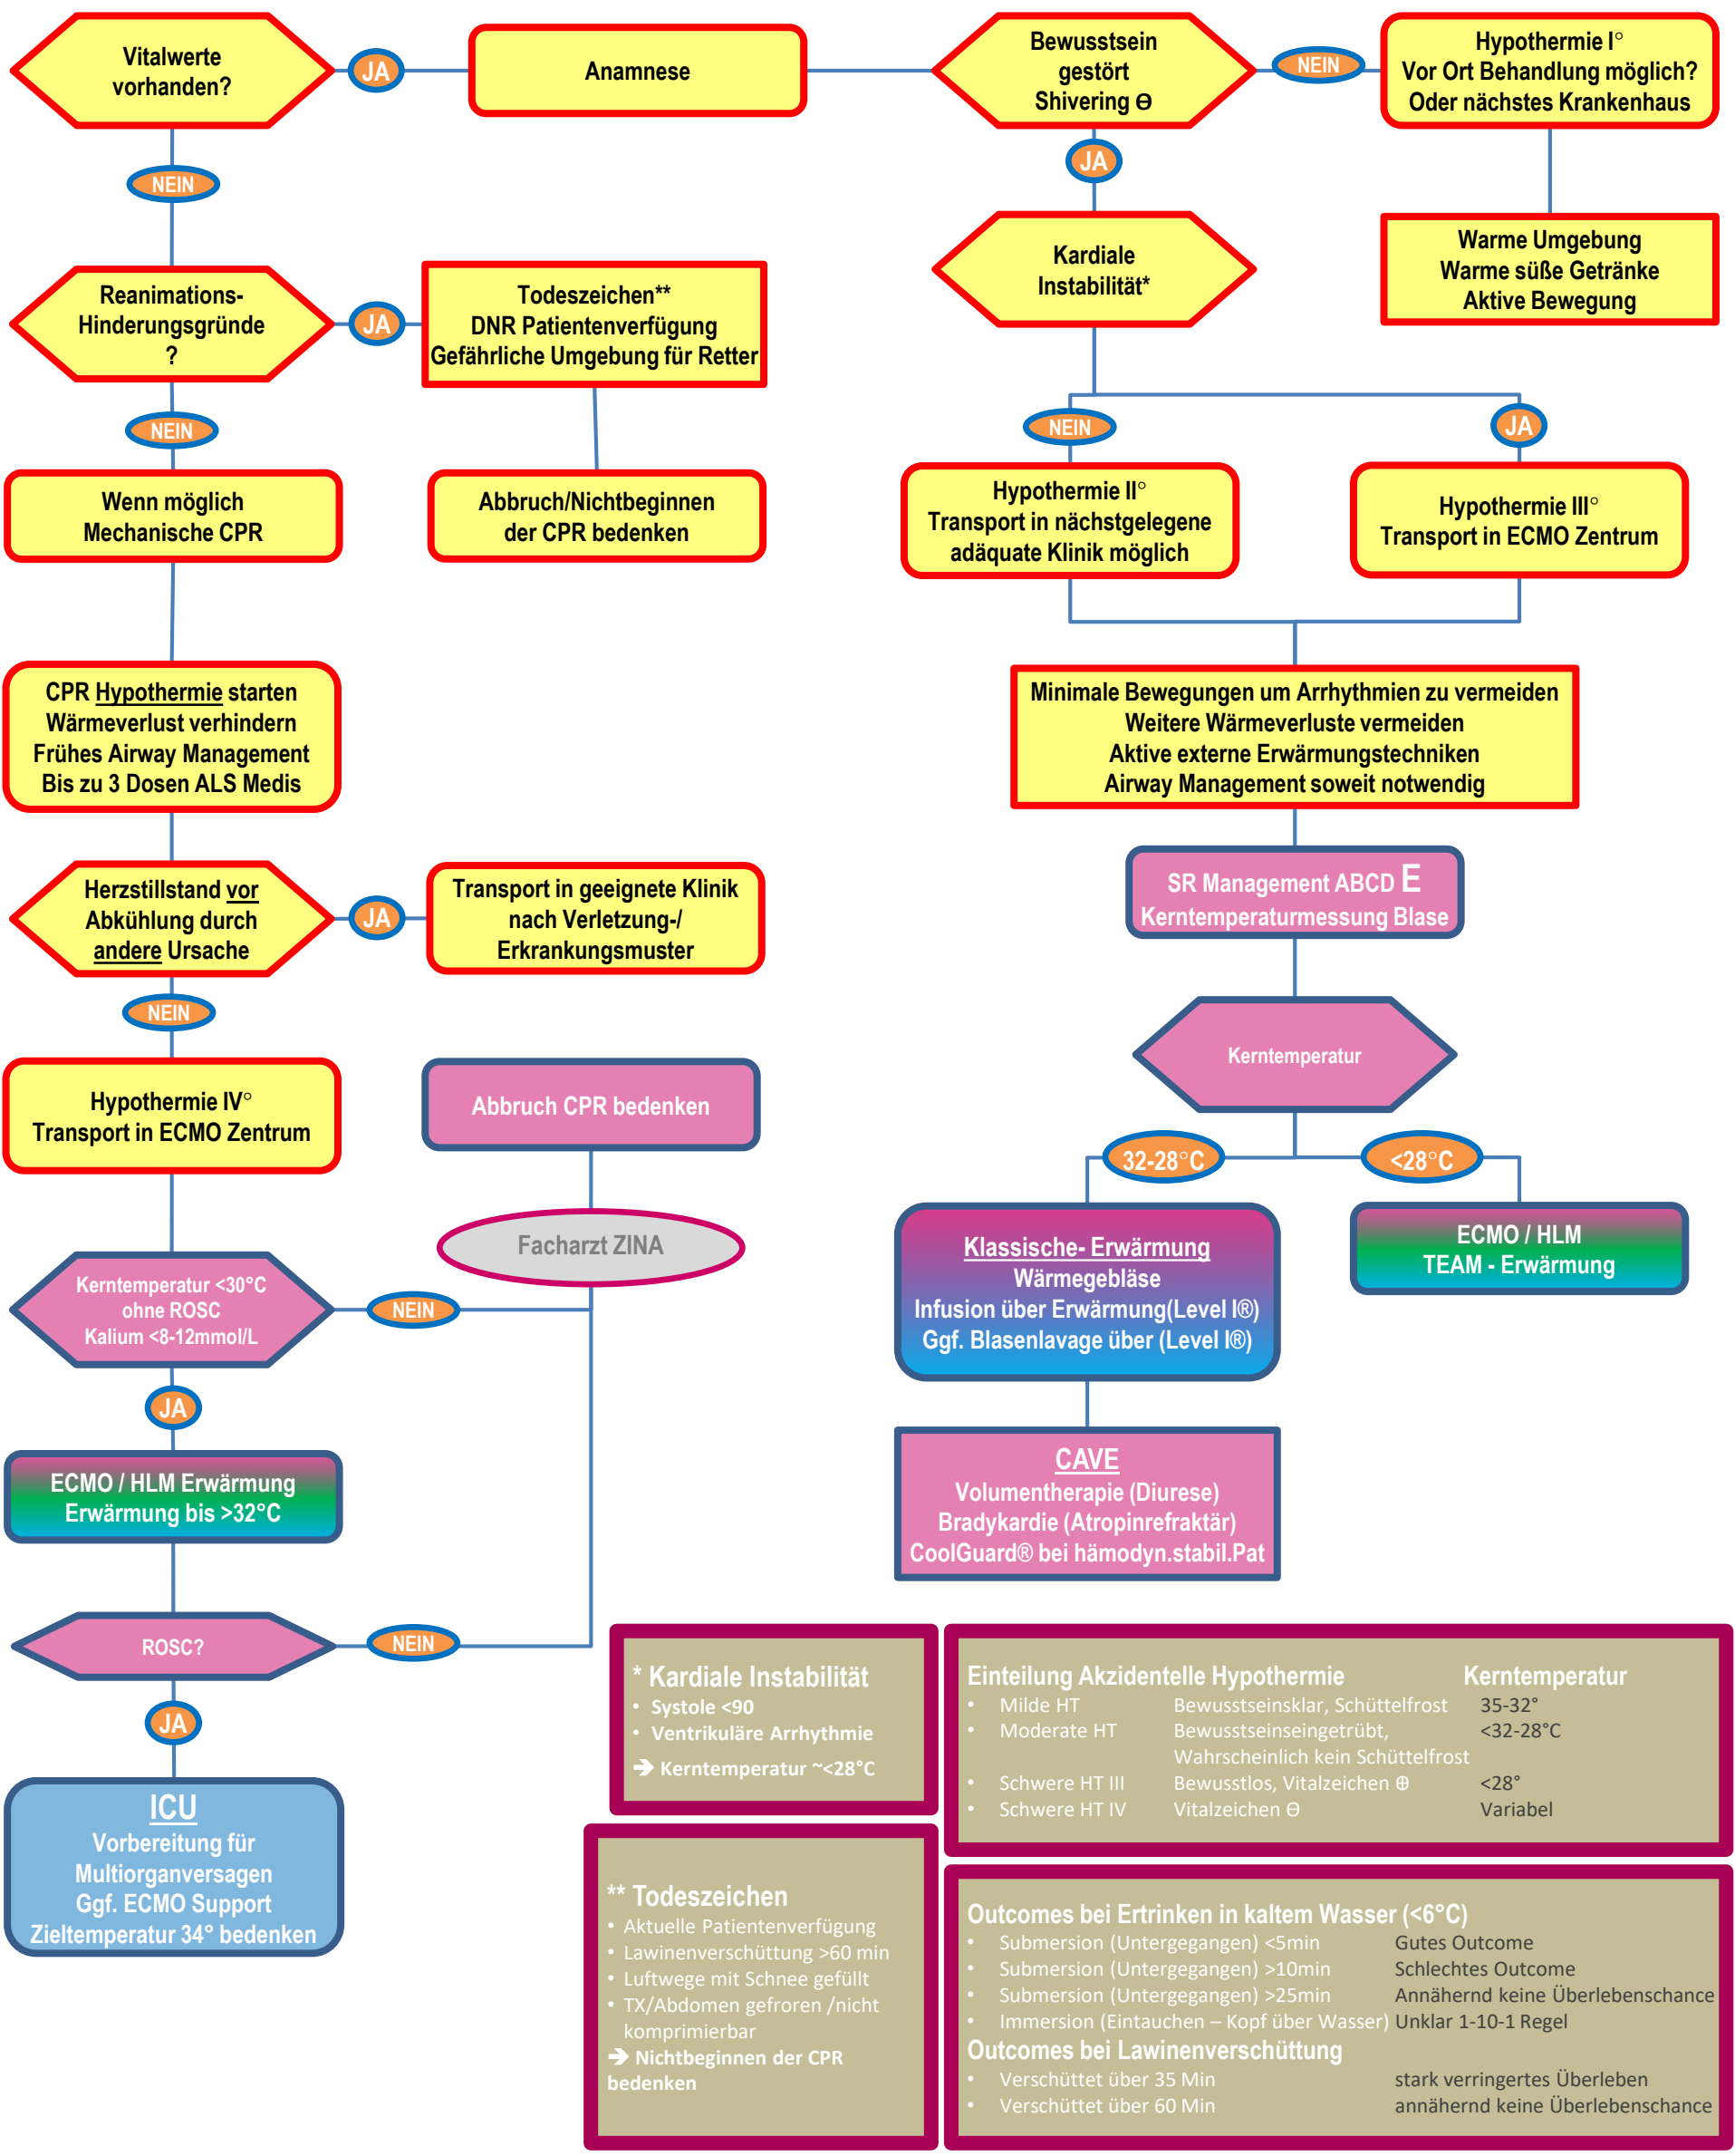 Vitalwerte
vorhanden?
JA
Anamnese
Bewusstsein
gestört
Shivering Ɵ
NEIN
Hypothermie I°
Vor Ort Behandlung möglich?
Oder nächstes Krankenhaus
NEIN
JA
Warme Umgebung
Warme süße Getränke
Aktive Bewegung
Kardiale
Instabilität*
Reanimations-
Hinderungsgründe
?
JA
Todeszeichen**
DNR Patientenverfügung
Gefährliche Umgebung für Retter
NEIN
NEIN
JA
Wenn möglich
Mechanische CPR
Abbruch/Nichtbeginnen
der CPR bedenken
Hypothermie II°
Transport in nächstgelegene
adäquate Klinik möglich
Hypothermie III°
Transport in ECMO Zentrum
CPR Hypothermie starten
Wärmeverlust verhindern
Frühes Airway Management
Bis zu 3 Dosen ALS Medis
Minimale Bewegungen um Arrhythmien zu vermeiden
Weitere Wärmeverluste vermeiden
Aktive externe Erwärmungstechniken
Airway Management soweit notwendig
Herzstillstand vor
Abkühlung durch
andere Ursache
JA
Transport in geeignete Klinik
nach Verletzung-/
Erkrankungsmuster
SR Management ABCD E
Kerntemperaturmessung Blase
NEIN
Kerntemperatur
Hypothermie IV°
Transport in ECMO Zentrum
Abbruch CPR bedenken
32-28°C
<28°C
Facharzt ZINA
Klassische- Erwärmung
Wärmegebläse
Infusion über Erwärmung(Level I®)
Ggf. Blasenlavage über (Level I®)
ECMO / HLM
TEAM - Erwärmung
Kerntemperatur <30°C
ohne ROSC
Kalium <8-12mmol/L
NEIN
JA
ECMO / HLM Erwärmung
Erwärmung bis >32°C
CAVE
Volumentherapie (Diurese)
Bradykardie (Atropinrefraktär)
CoolGuard® bei hämodyn.stabil.Pat
ROSC?
NEIN
JA
ICU
Vorbereitung für
Multiorganversagen
Ggf. ECMO Support
Zieltemperatur 34° bedenken
* Kardiale Instabilität
• Systole <90
• Ventrikuläre Arrhythmie
➔ Kerntemperatur ~<28°C
Einteilung Akzidentelle Hypothermie Kerntemperatur
• Milde HT Bewusstseinsklar, Schüttelfrost 35-32°
• Moderate HT Bewusstseinseingetrübt, <32-28°C
Wahrscheinlich kein Schüttelfrost
• Schwere HT III Bewusstlos, Vitalzeichen ⊕ <28°
• Schwere HT IV Vitalzeichen Ɵ Variabel
** Todeszeichen
• Aktuelle Patientenverfügung
• Lawinenverschüttung >60 min
• Luftwege mit Schnee gefüllt
• TX/Abdomen gefroren /nicht
komprimierbar
➔ Nichtbeginnen der CPR
bedenken
Outcomes bei Ertrinken in kaltem Wasser (<6°C)
• Submersion (Untergegangen) <5min Gutes Outcome
• Submersion (Untergegangen) >10min Schlechtes Outcome
• Submersion (Untergegangen) >25min Annähernd keine Überlebenschance
• Immersion (Eintauchen – Kopf über Wasser) Unklar 1-10-1 Regel
Outcomes bei Lawinenverschüttung
• Verschüttet über 35 Min stark verringertes Überleben
• Verschüttet über 60 Min annähernd keine Überlebenschance